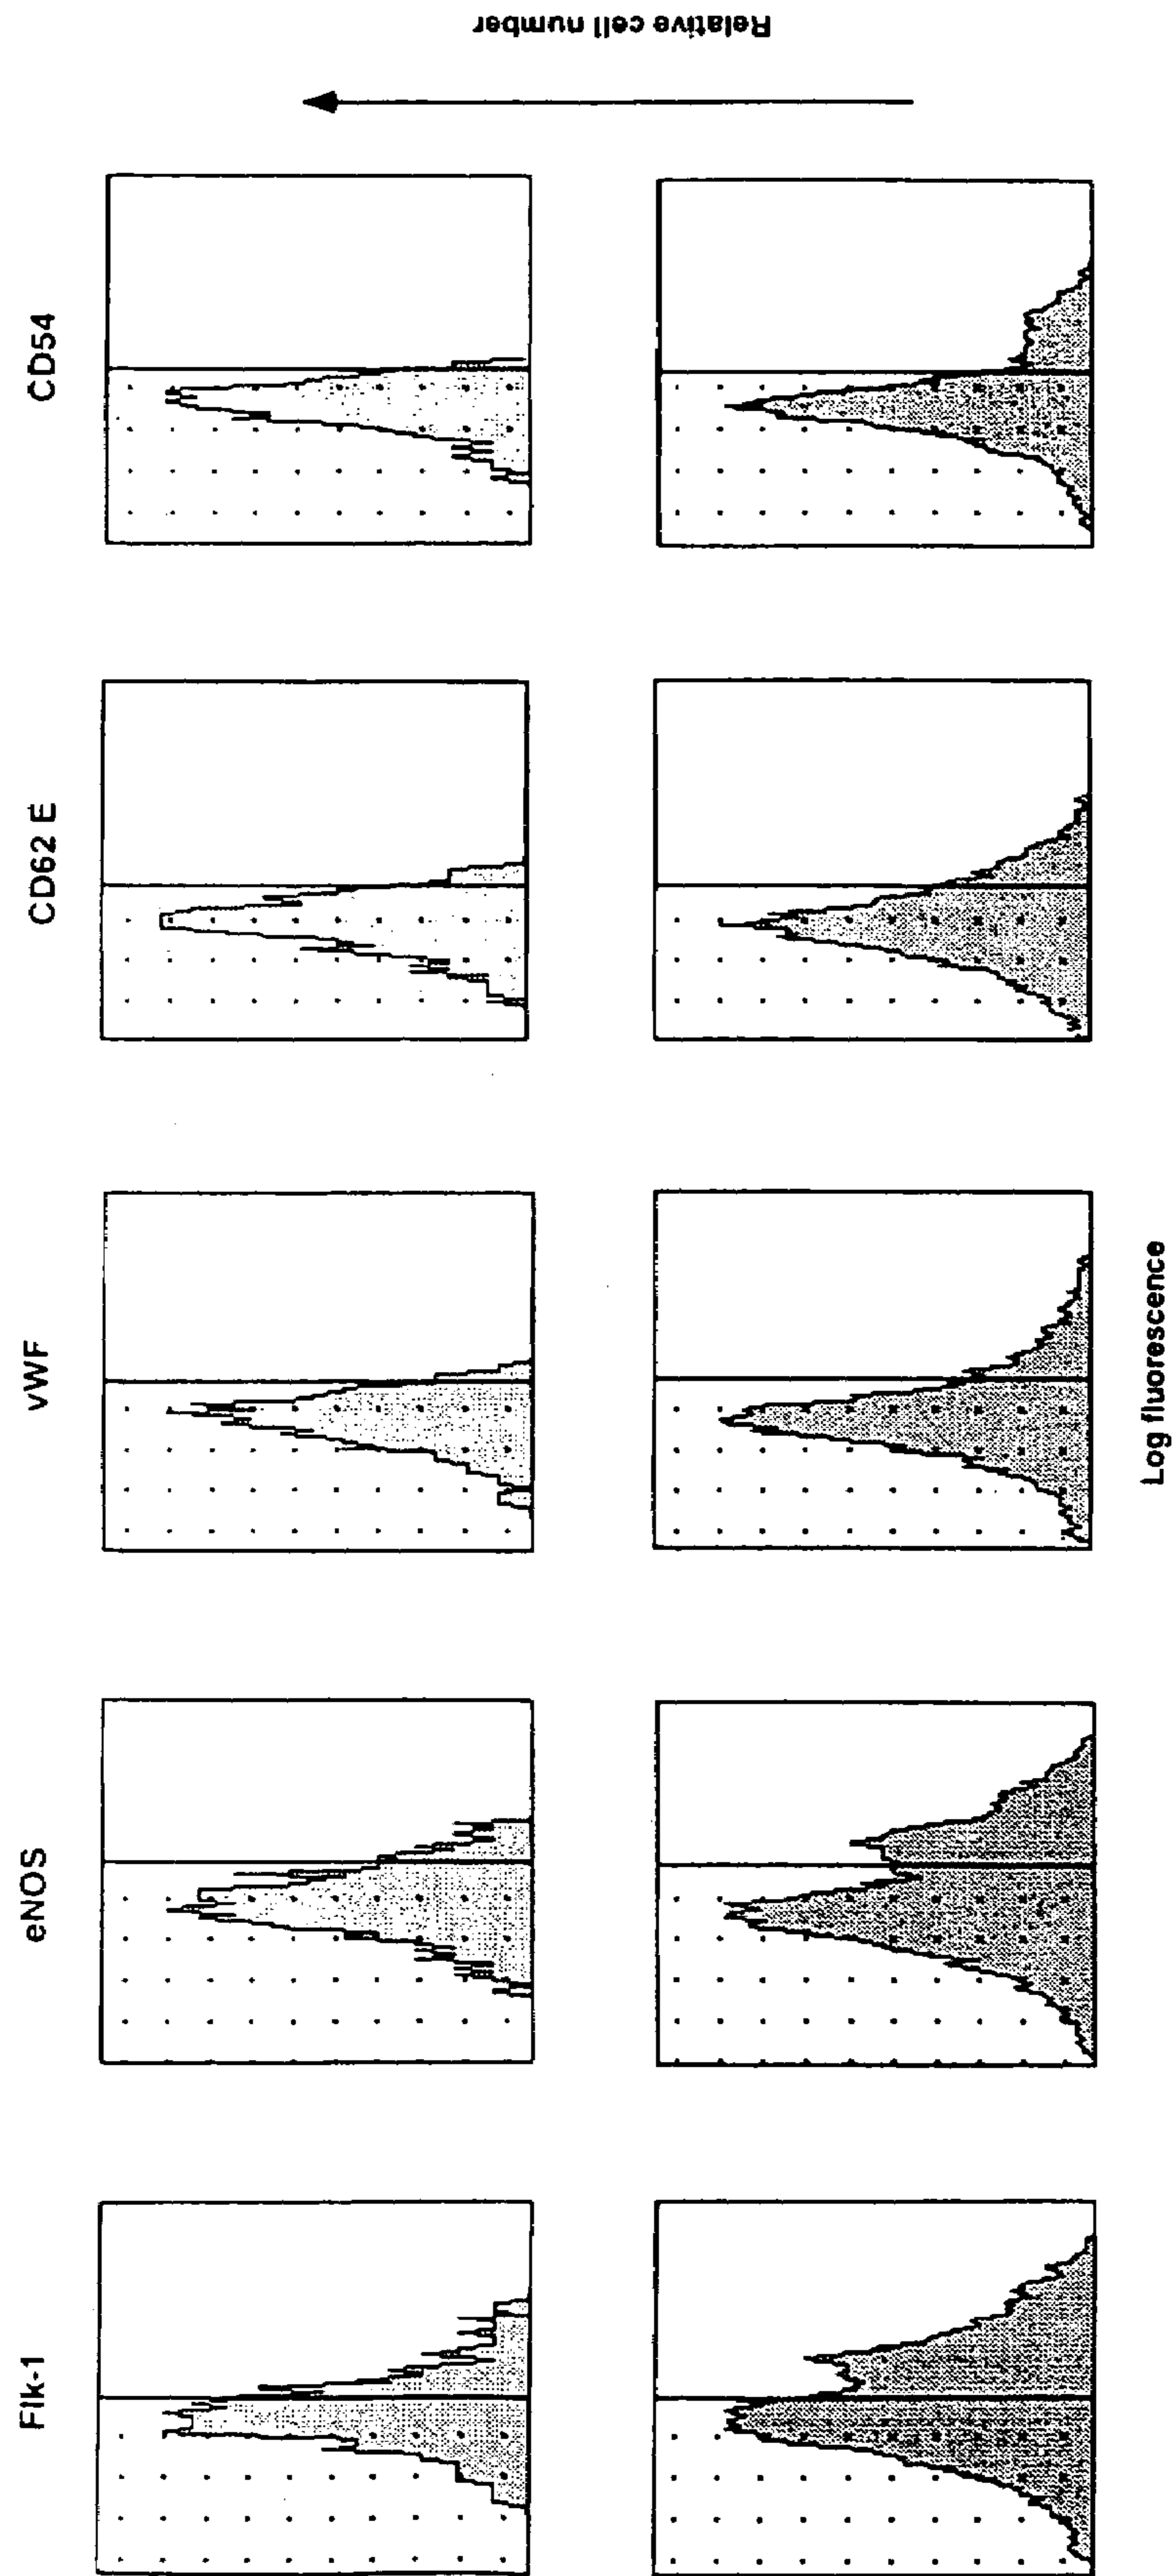 Flk-1
eNOS
vWF
CD62 E
CD54
Relative cell number
Log fluorescence